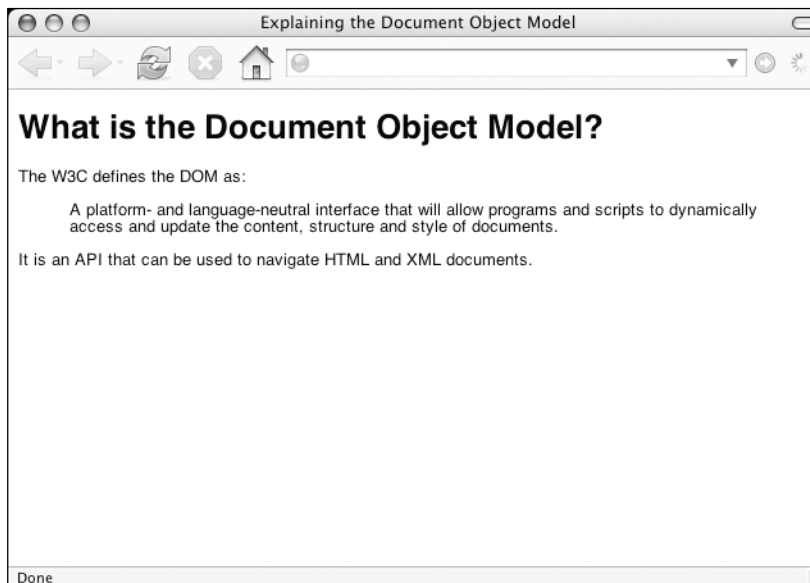 Explaining the Document Object Model
What is the Document Object Model?
The W3C defines the DOM as:
A platform- and language-neutral interface that will allow programs and scripts to dynamically
access and update the content, structure and style of documents.
It is an API that can be used to navigate HTML and XML documents.
Done